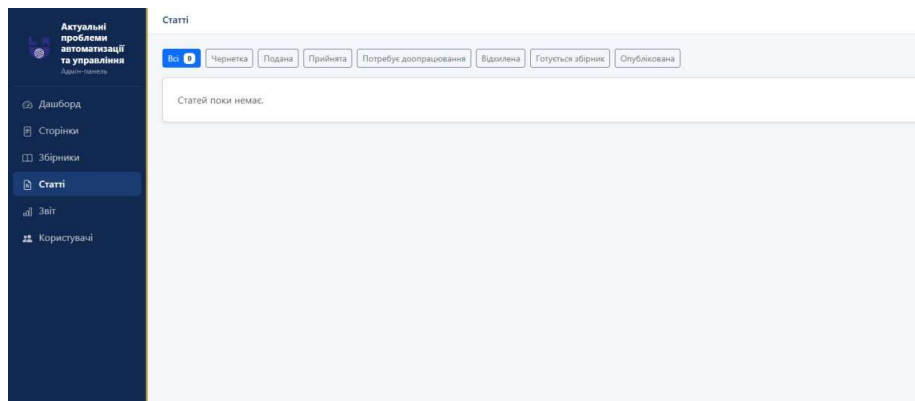 Актуальні
проблеми
автоматизації
та управління
Адмін-панель
Дашборд
Сторінки
Збірники
Статті
Звіт
Користувачі
Статті
Всі 0 Чернетка Подана Прийнята Потребує доопрацювання Відхилена Готується збірник Опублікована
Статей поки немає.